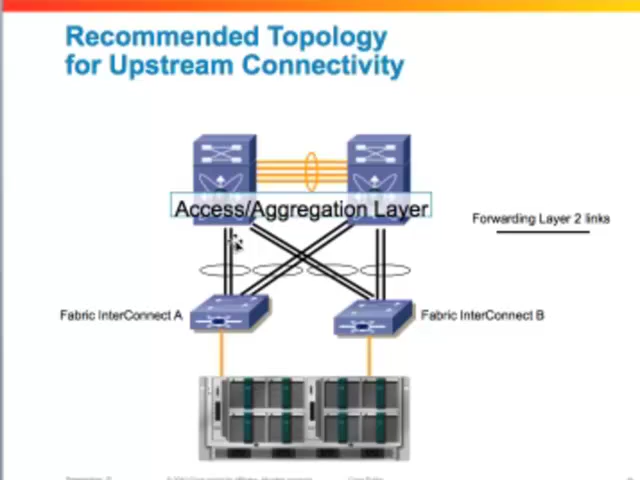 Recommended Topology
for Upstream Connectivity
Access/Aggregation Layer
Forwarding Layer 2 links
Fabric InterConnect A
Fabric InterConnect B